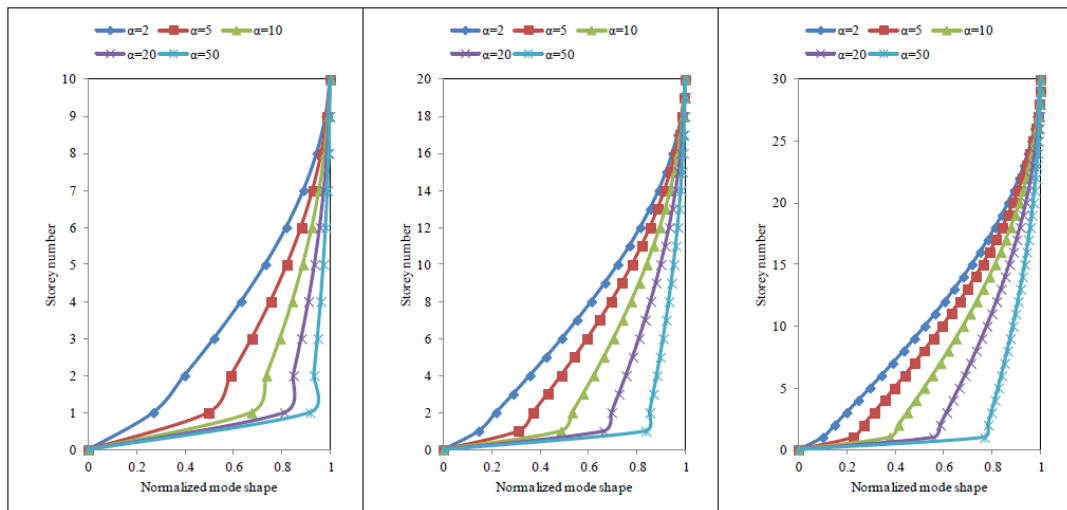 α=2 α=5 α=10
α=20 α=50
10
9
8
7
6
5
4
3
2
1
0
Storey number
0 0.2 0.4 0.6 0.8 1
Normalized mode shape
α=2 α=5 α=10
α=20 α=50
20
18
16
14
12
10
8
6
4
2
0
Storey number
0 0.2 0.4 0.6 0.8 1
Normalized mode shape
α=2 α=5 α=10
α=20 α=50
30
25
20
15
10
5
0
Storey number
0 0.2 0.4 0.6 0.8 1
Normalized mode shape